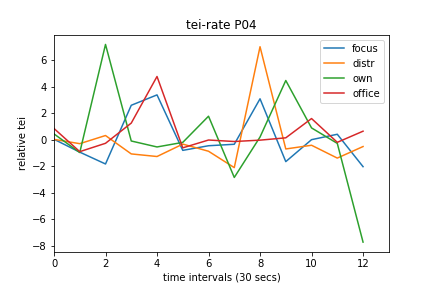 tei-rate P04
relative tei
6
4
2
0
−2
−4
−6
−8
focus
distr
own
office
0 2 4 6 8 10 12
time intervals (30 secs)